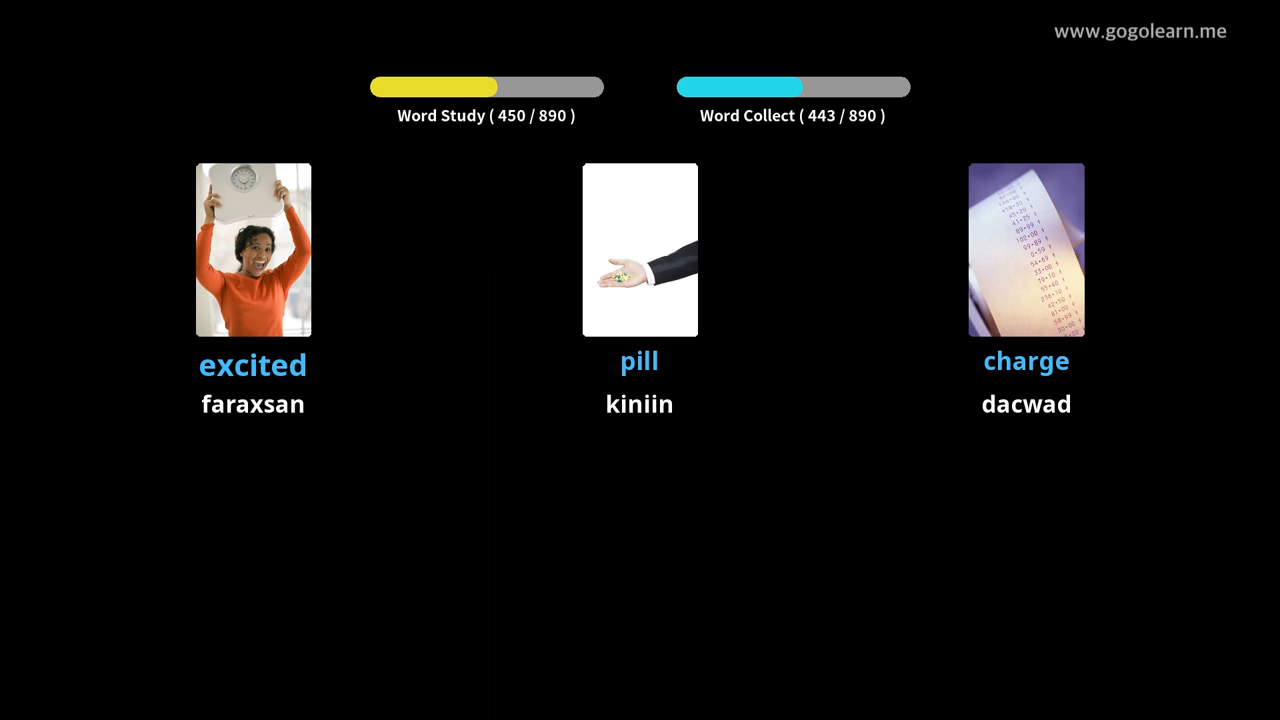 www.gogolearn.me
Word Study ( 450 / 890 )
Word Collect ( 443 / 890 )
excited
faraxsan
pill
kiniin
charge
dacwad